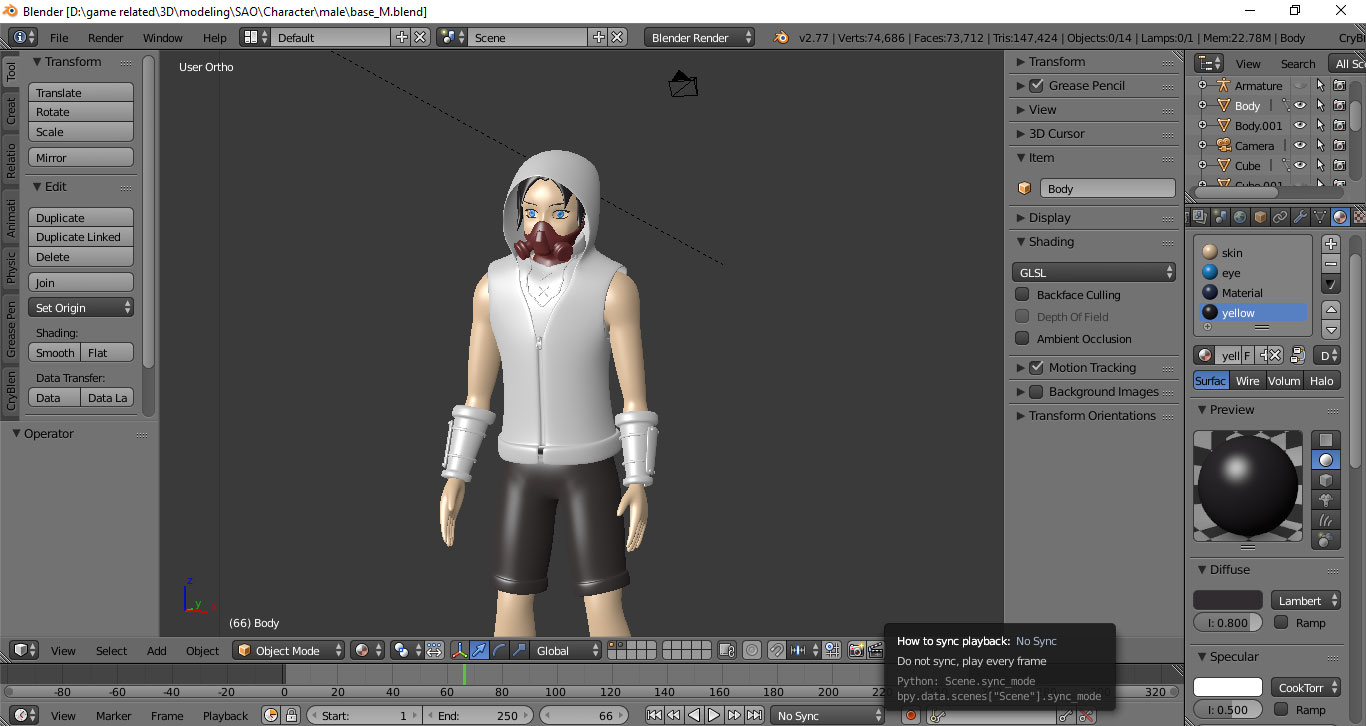 Blender [D:\game related\3D\modeling\SAO\Character\male\base_M.blend]
File Render Window Help Default Scene Blender Render v2.77 | Verts:74,686 | Faces:73,712 | Tris:147,424 | Objects:0/14 | Lamps:0/1 | Mem:22.78M | Body CryB
Tool
Creat
Relatio
Animati
Physic
Grease Pen
CryBlen
Transform
Translate
Rotate
Scale
Mirror
Edit
Duplicate
Duplicate Linked
Delete
Join
Set Origin
Shading:
Smooth Flat
Data Transfer:
Data Data La
Operator
User Ortho
z
y
x
(66) Body
Transform
Grease Pencil
View
3D Cursor
Item
Body
Display
Shading
GLSL
Backface Culling
Depth Of Field
Ambient Occlusion
Motion Tracking
Background Images
Transform Orientations
View Search All Sc
Armature
Body
Body.001
Camera
Cube
Cube.001
skin
eye
Material
yellow
yell F D
Surfac Wire Volum Halo
Preview
Diffuse
Lambert
I: 0.800 Ramp
Specular
CookTorr
I: 0.500 Ramp
View Select Add Object Object Mode Global
How to sync playback: No Sync
Do not sync, play every frame
Python: Scene.sync_mode
bpy.data.scenes["Scene"].sync_mode
-80 -60 -40 -20 0 20 40 60 80 100 120 140 160 180 200 220 320
View Marker Frame Playback Start: 1 End: 250 66 No Sync